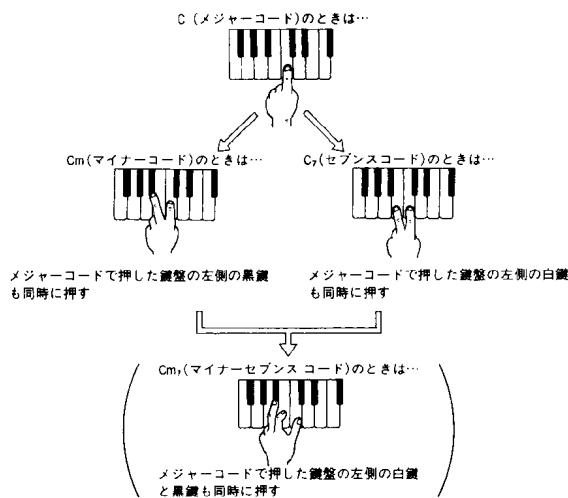 C (メジャーコード)のときは…
Cm(マイナーコード)のときは…
C₇(セブンスコード)のときは…
メジャーコードで押した鍵盤の左側の黒鍵
も同時に押す
メジャーコードで押した鍵盤の左側の白鍵
も同時に押す
Cm₇(マイナーセブンス コード)のときは…
メジャーコードで押した鍵盤の左側の白鍵
と黒鍵も同時に押す